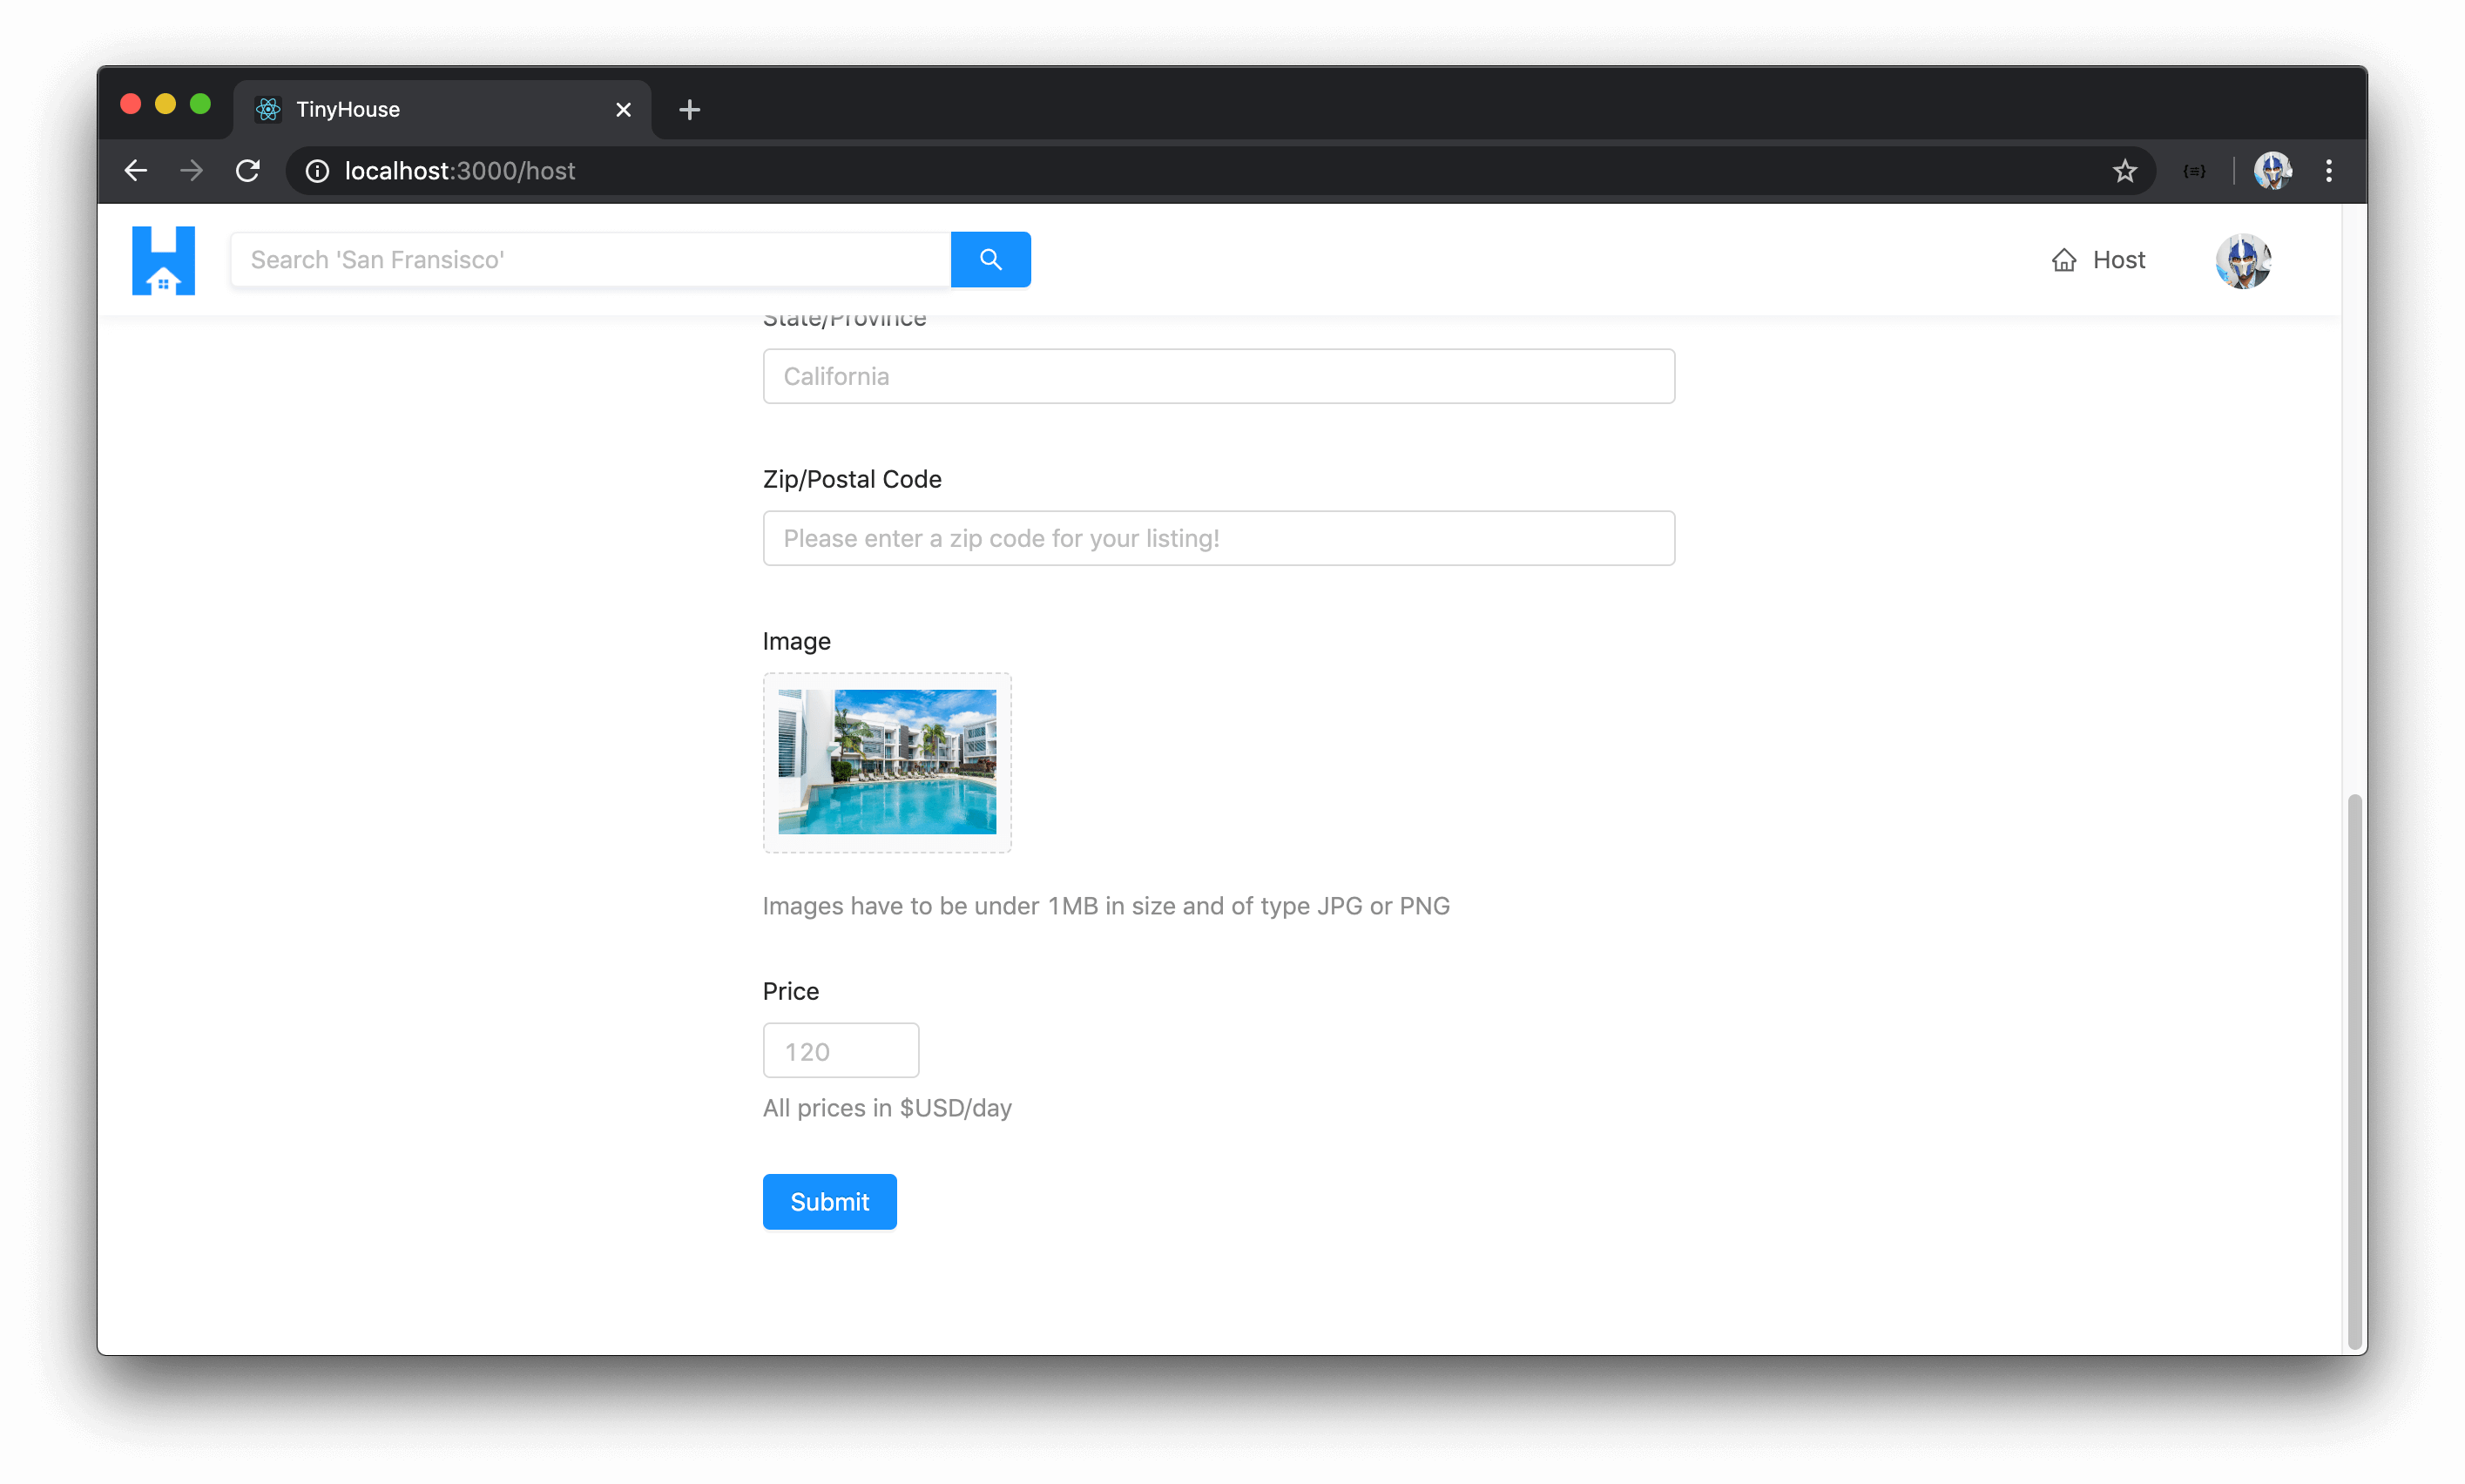 TinyHouse
localhost:3000/host
Search 'San Fransisco'
Host
State/Province
California
Zip/Postal Code
Please enter a zip code for your listing!
Image
Images have to be under 1MB in size and of type JPG or PNG
Price
120
All prices in $USD/day
Submit